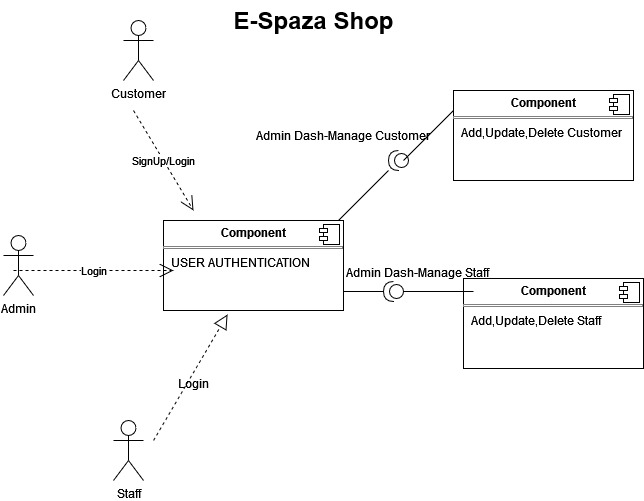 E-Spaza Shop
Customer
Component
Admin Dash-Manage Customer
Add,Update,Delete Customer
SignUp/Login
Component
USER AUTHENTICATION
Admin
Login
Admin Dash-Manage Staff
Component
Add,Update,Delete Staff
Login
Staff